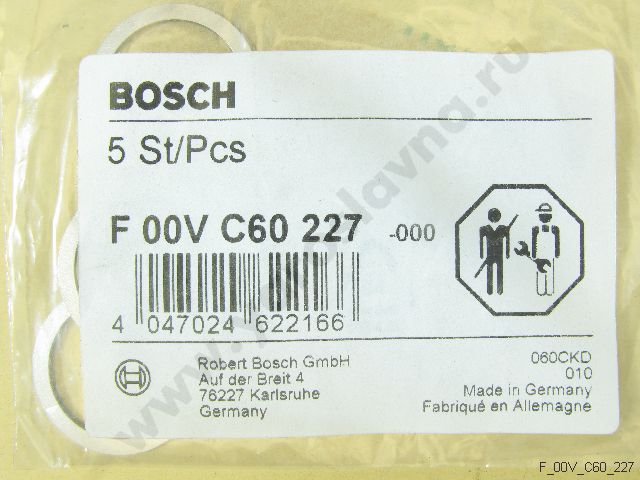 BOSCH
5 St/Pcs
F 00V C60 227 -000
4 047024 622166
Robert Bosch GmbH
Auf der Breit 4
76227 Karlsruhe
Germany
060CKD
010
Made in Germany
Fabriqué en Allemagne
F_00V_C60_227